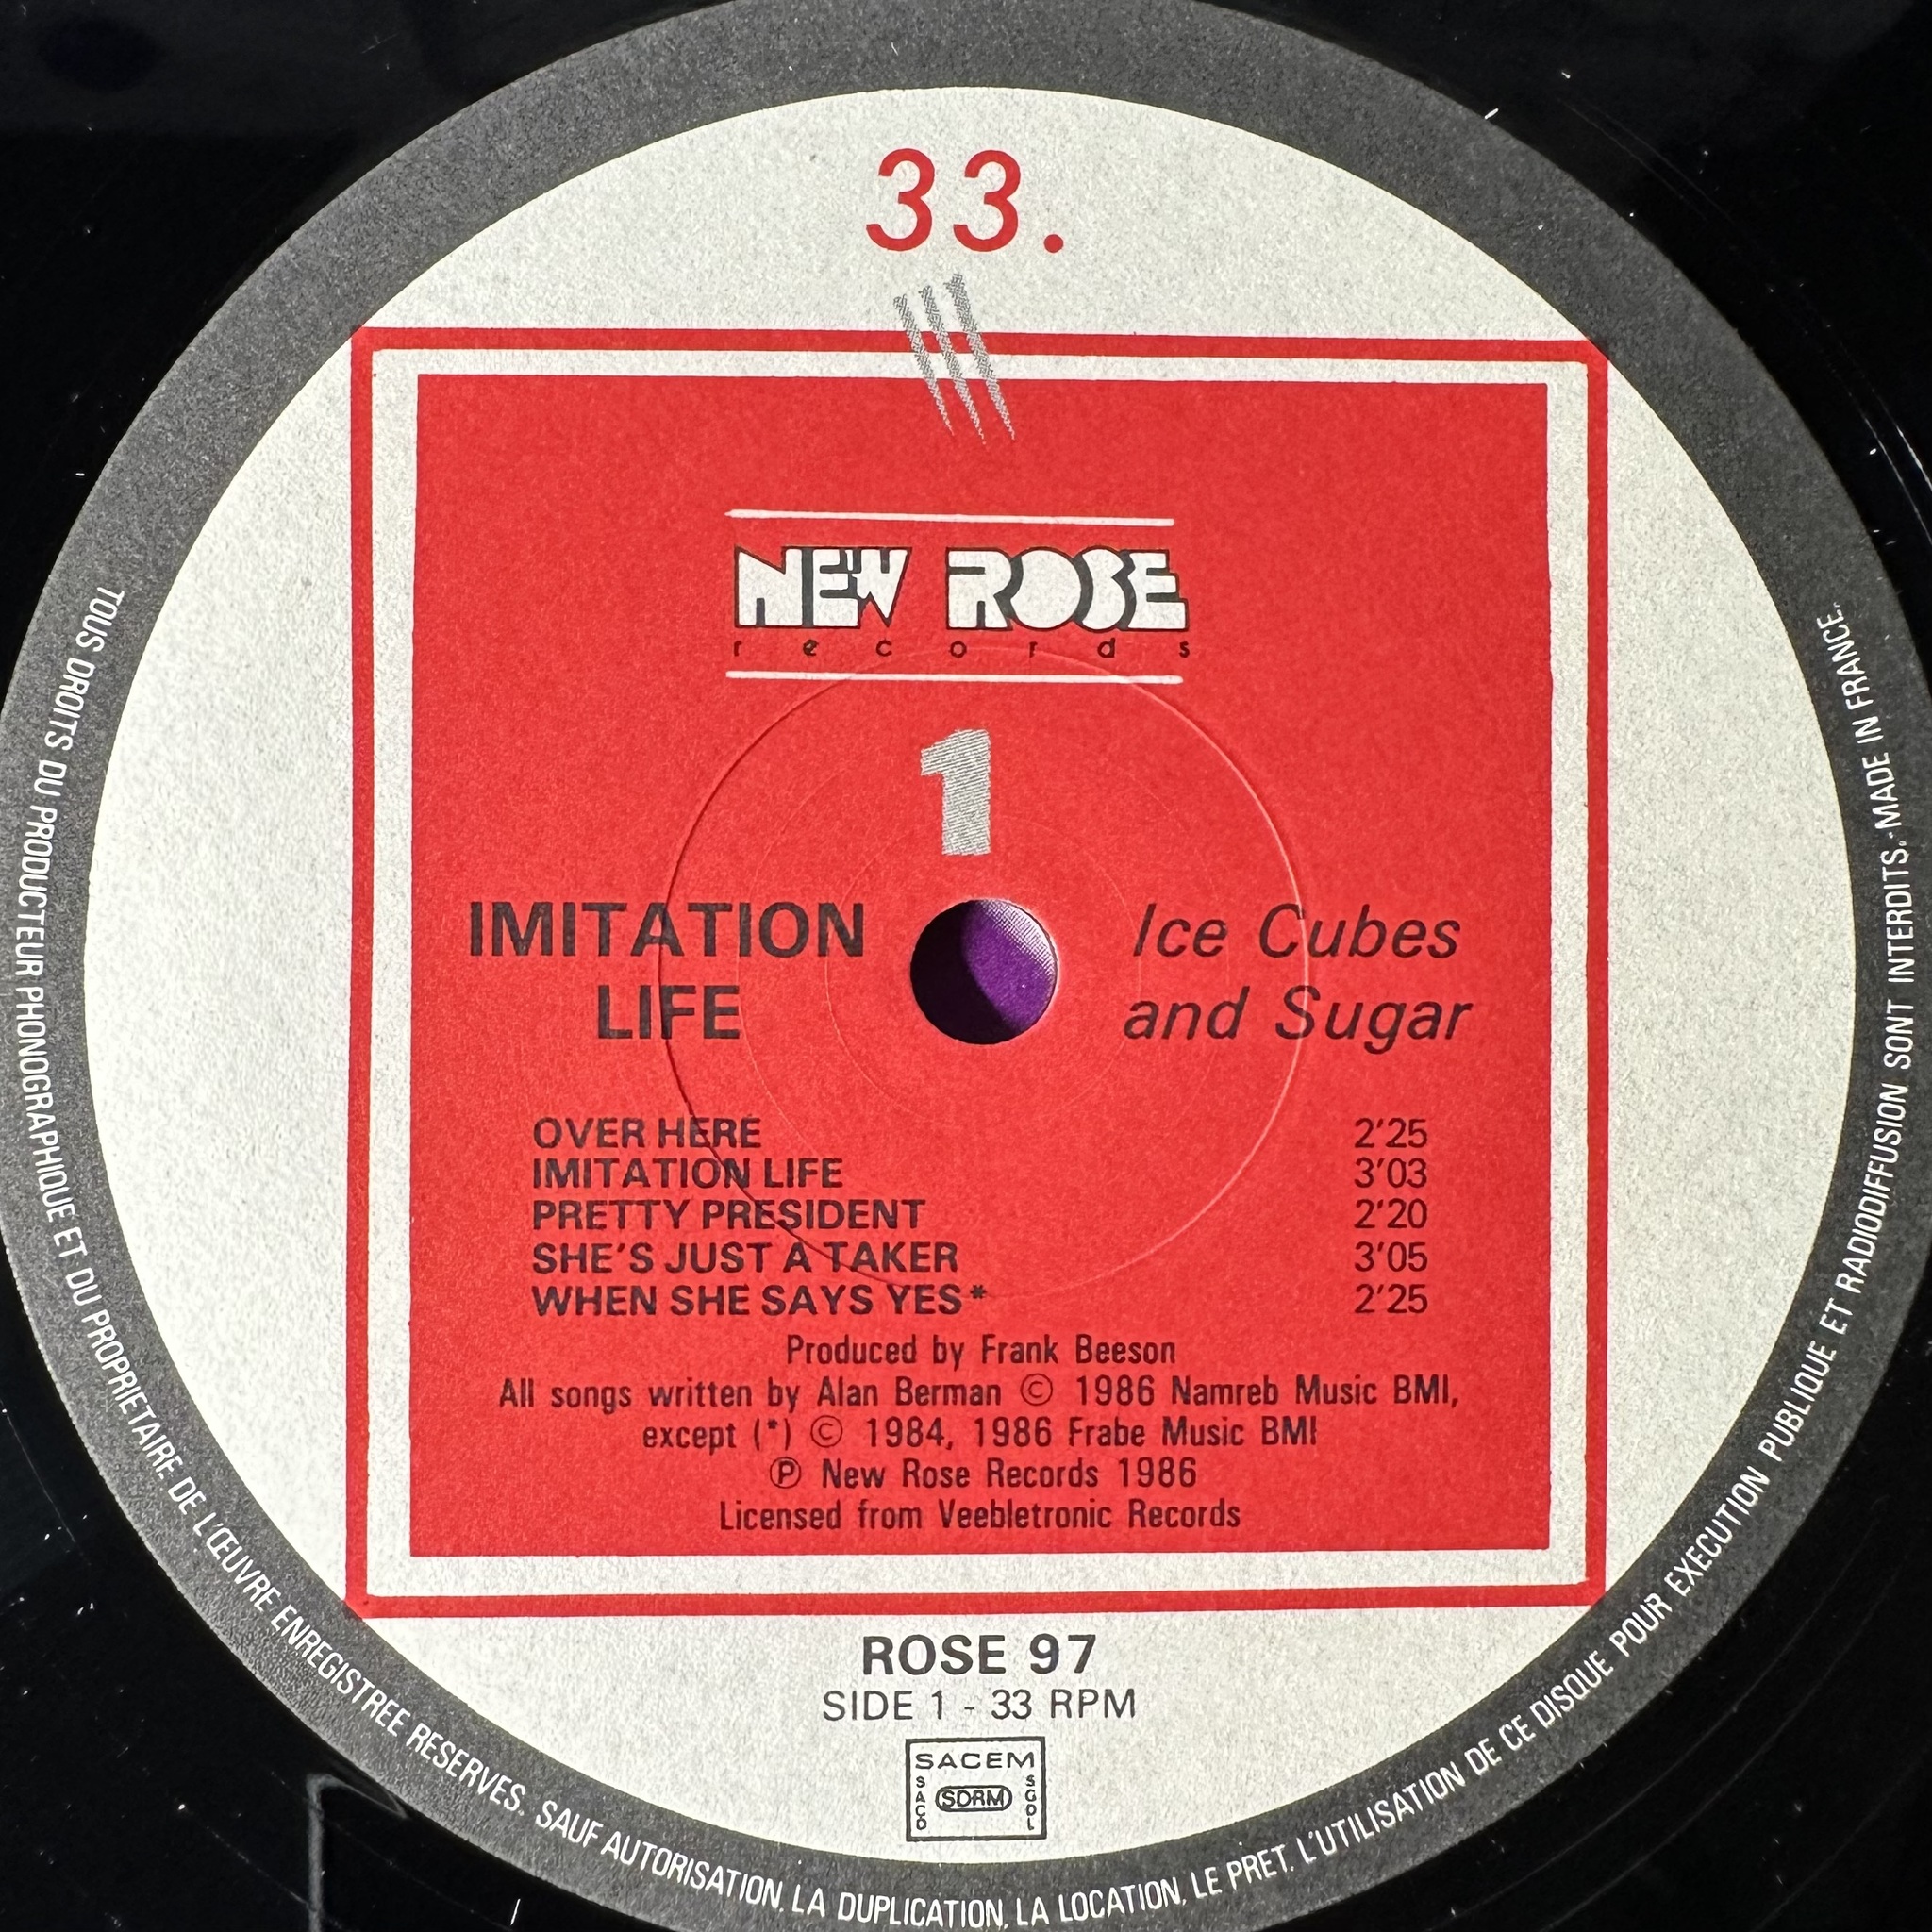 33.
NEW ROSE
records
1
IMITATION
LIFE
Ice Cubes
and Sugar
OVER HERE 2'25
IMITATION LIFE 3'03
PRETTY PRESIDENT 2'20
SHE'S JUST A TAKER 3'05
WHEN SHE SAYS YES* 2'25
Produced by Frank Beeson
All songs written by Alan Berman © 1986 Namreb Music BMI,
except (*) © 1984, 1986 Frabe Music BMI
℗ New Rose Records 1986
Licensed from Veebletronic Records
ROSE 97
SIDE 1 - 33 RPM
SACEM
SACD
SDRM
SGDL
TOUS DROITS DU PRODUCTEUR PHONOGRAPHIQUE ET DU PROPRIETAIRE DE L'ŒUVRE ENREGISTREE RESERVES. SAUF AUTORISATION, LA DUPLICATION, LA LOCATION, LE PRET, L'UTILISATION DE CE DISQUE POUR EXECUTION PUBLIQUE ET RADIODIFFUSION SONT INTERDITS. MADE IN FRANCE.